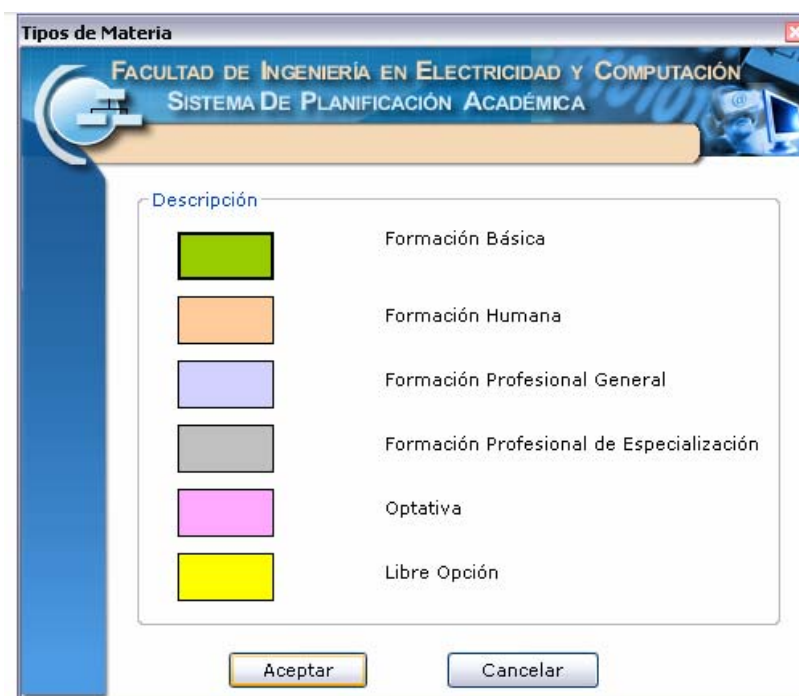 Tipos de Materia
FACULTAD DE INGENIERÍA EN ELECTRICIDAD Y COMPUTACIÓN
SISTEMA DE PLANIFICACIÓN ACADÉMICA
Descripción
Formación Básica
Formación Humana
Formación Profesional General
Formación Profesional de Especialización
Optativa
Libre Opción
Aceptar
Cancelar